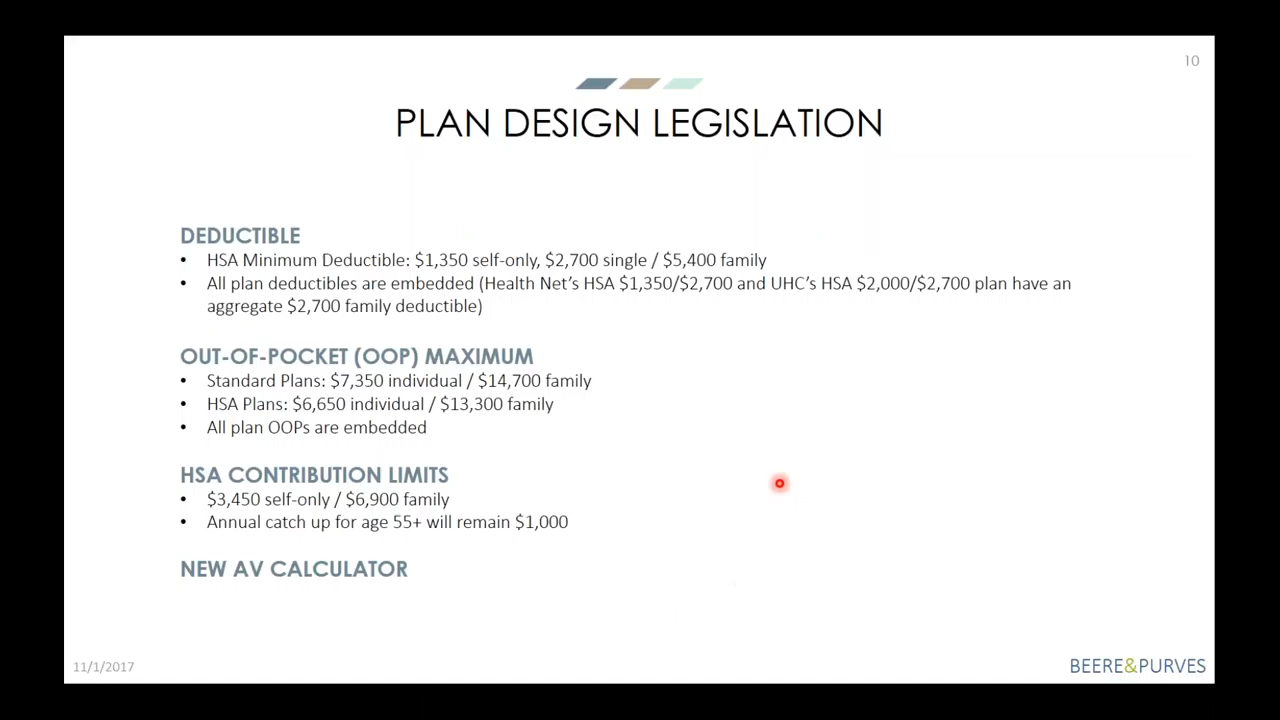 10
PLAN DESIGN LEGISLATION
DEDUCTIBLE
• HSA Minimum Deductible: $1,350 self-only, $2,700 single / $5,400 family
• All plan deductibles are embedded (Health Net's HSA $1,350/$2,700 and UHC's HSA $2,000/$2,700 plan have an
aggregate $2,700 family deductible)
OUT-OF-POCKET (OOP) MAXIMUM
• Standard Plans: $7,350 individual / $14,700 family
• HSA Plans: $6,650 individual / $13,300 family
• All plan OOPs are embedded
HSA CONTRIBUTION LIMITS
• $3,450 self-only / $6,900 family
• Annual catch up for age 55+ will remain $1,000
NEW AV CALCULATOR
11/1/2017
BEERE&PURVES